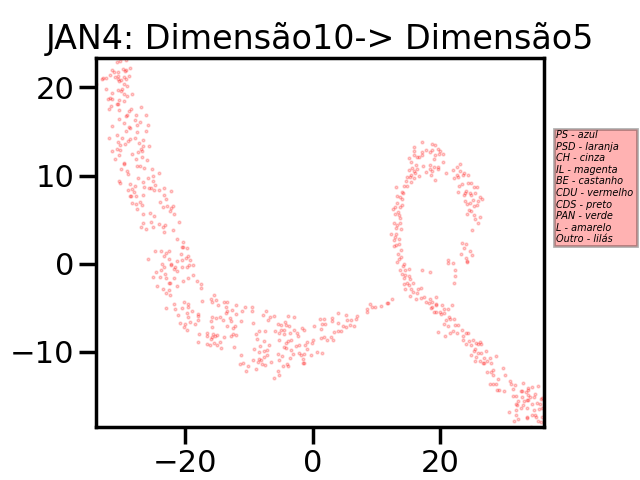 JAN4: Dimensão10-> Dimensão5
20
10
0
−10
−20
0
20
PS - azul
PSD - laranja
CH - cinza
IL - magenta
BE - castanho
CDU - vermelho
CDS - preto
PAN - verde
L - amarelo
Outro - lilás